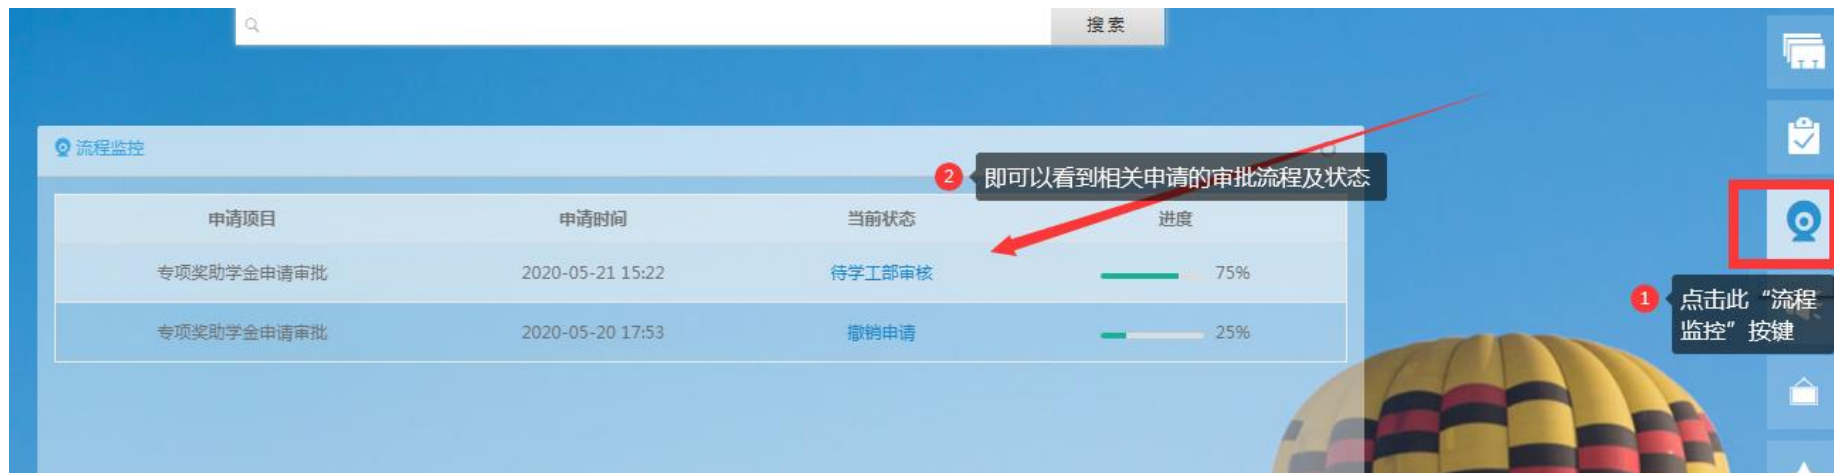 搜索
流程监控
2 即可以看到相关申请的审批流程及状态
申请项目 申请时间 当前状态 进度
专项奖助学金申请审批 2020-05-21 15:22 待学工部审核 75%
专项奖助学金申请审批 2020-05-20 17:53 撤销申请 25%
1 点击此“流程
监控”按键